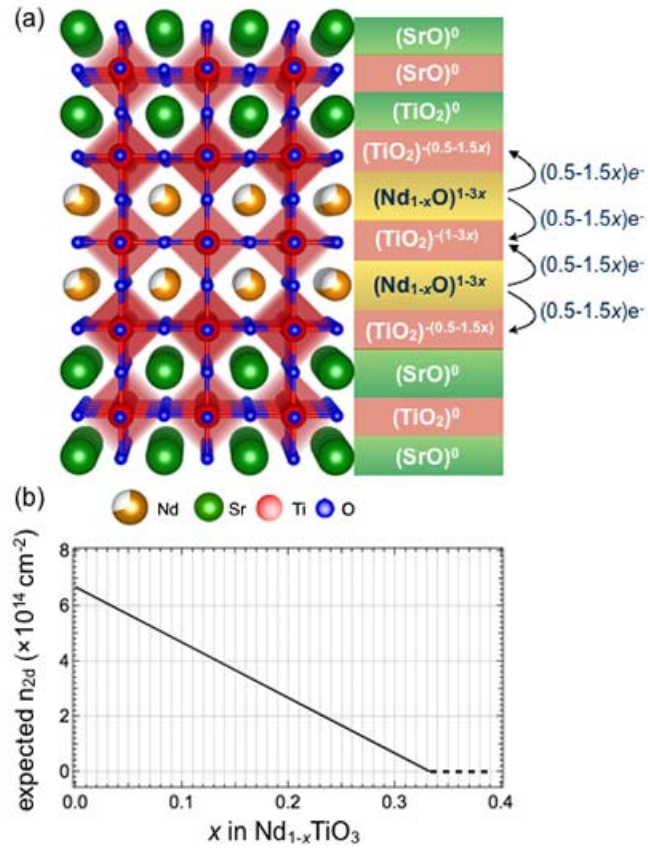 (a)
(SrO)⁰
(SrO)⁰
(TiO₂)⁰
(TiO₂)⁻⁽⁰·⁵⁻¹·⁵ˣ⁾
(0.5-1.5x)e⁻
(Nd₁₋ₓO)¹⁻³ˣ
(0.5-1.5x)e⁻
(TiO₂)⁻⁽¹⁻³ˣ⁾
(0.5-1.5x)e⁻
(Nd₁₋ₓO)¹⁻³ˣ
(0.5-1.5x)e⁻
(TiO₂)⁻⁽⁰·⁵⁻¹·⁵ˣ⁾
(SrO)⁰
(TiO₂)⁰
(SrO)⁰
(b)
Nd Sr Ti O
expected n₂d (×10¹⁴ cm⁻²)
8
6
4
2
0
0.0 0.1 0.2 0.3 0.4
x in Nd₁₋ₓTiO₃